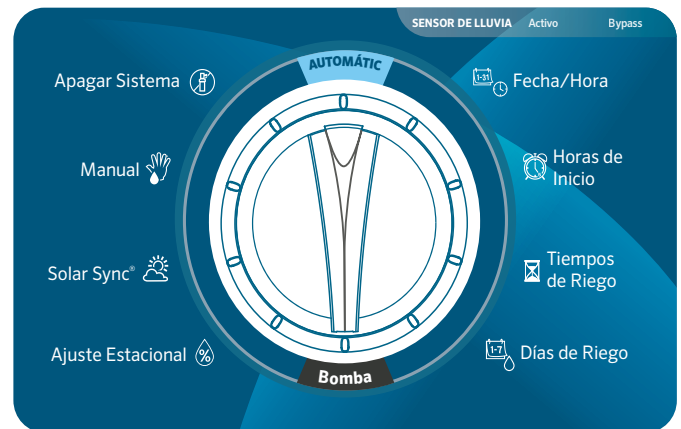 SENSOR DE LLUVIA Activo Bypass
AUTOMÁTIC
Apagar Sistema
1-31
Fecha/Hora
Manual
Horas de
Inicio
Solar Sync®
Tiempos
de Riego
Ajuste Estacional
%
1-7
Días de Riego
Bomba